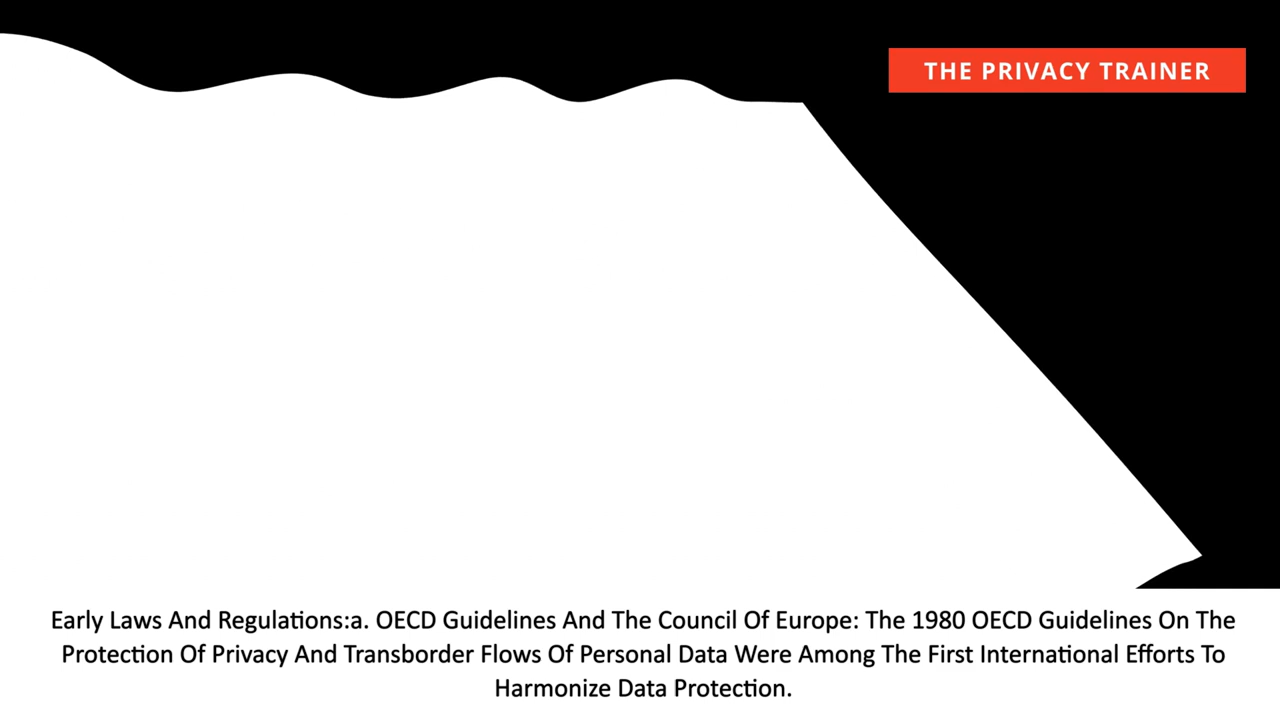 THE PRIVACY TRAINER
Early Laws And Regulations:a. OECD Guidelines And The Council Of Europe: The 1980 OECD Guidelines On The
Protection Of Privacy And Transborder Flows Of Personal Data Were Among The First International Efforts To
Harmonize Data Protection.